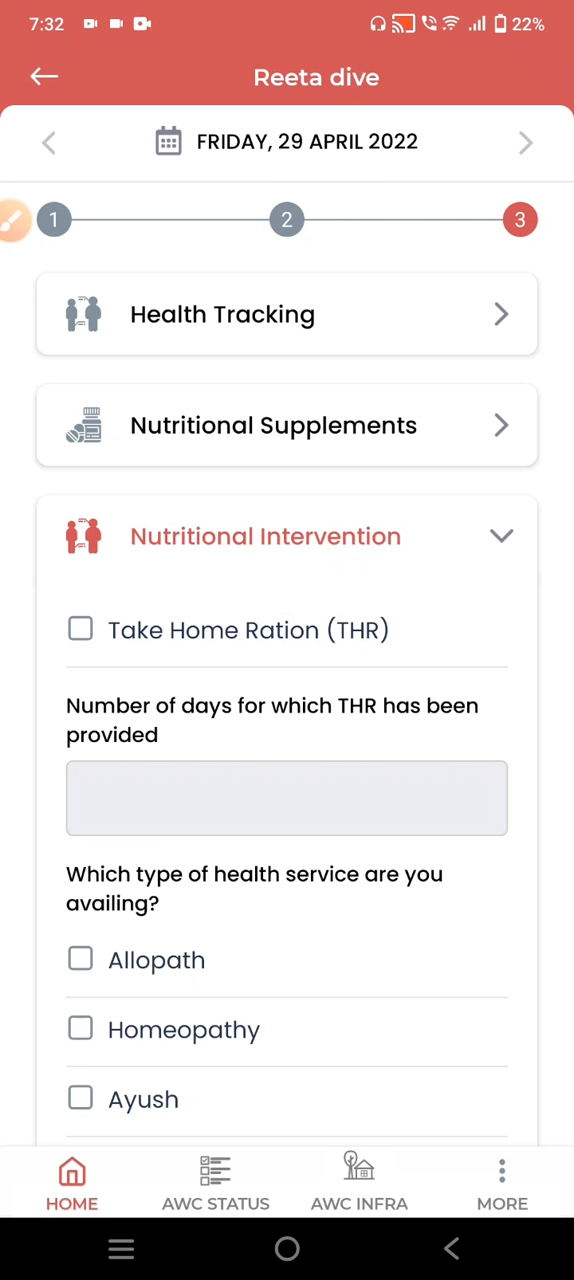 7:32
22%
Reeta dive
FRIDAY, 29 APRIL 2022
1
2
3
Health Tracking
Nutritional Supplements
Nutritional Intervention
Take Home Ration (THR)
Number of days for which THR has been
provided
Which type of health service are you
availing?
Allopath
Homeopathy
Ayush
HOME
AWC STATUS
AWC INFRA
MORE